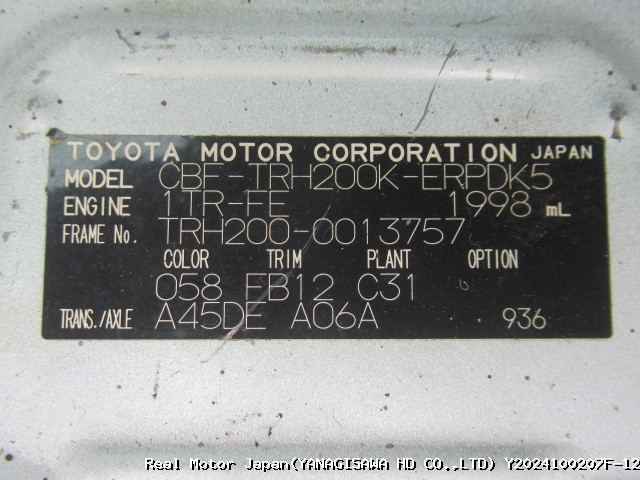 TOYOTA MOTOR CORPORATION JAPAN
MODEL CBF-TRH200K-ERPDK5
ENGINE 1TR-FE 1998 mL
FRAME No. TRH200-0013757
COLOR TRIM PLANT OPTION
058 FB12 C31
TRANS./AXLE A45DE A06A 936
Real Motor Japan(YANAGISAWA HD CO.,LTD) Y2024100207F-12